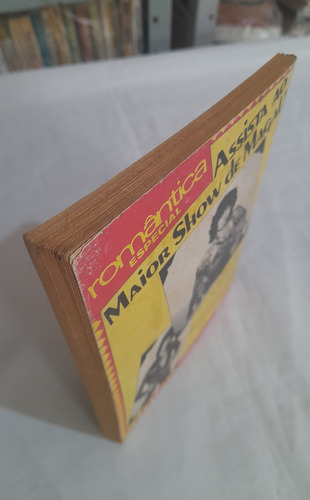 romântica
ESPECIAL
ASSISTA AO
MAIOR SHOW DE